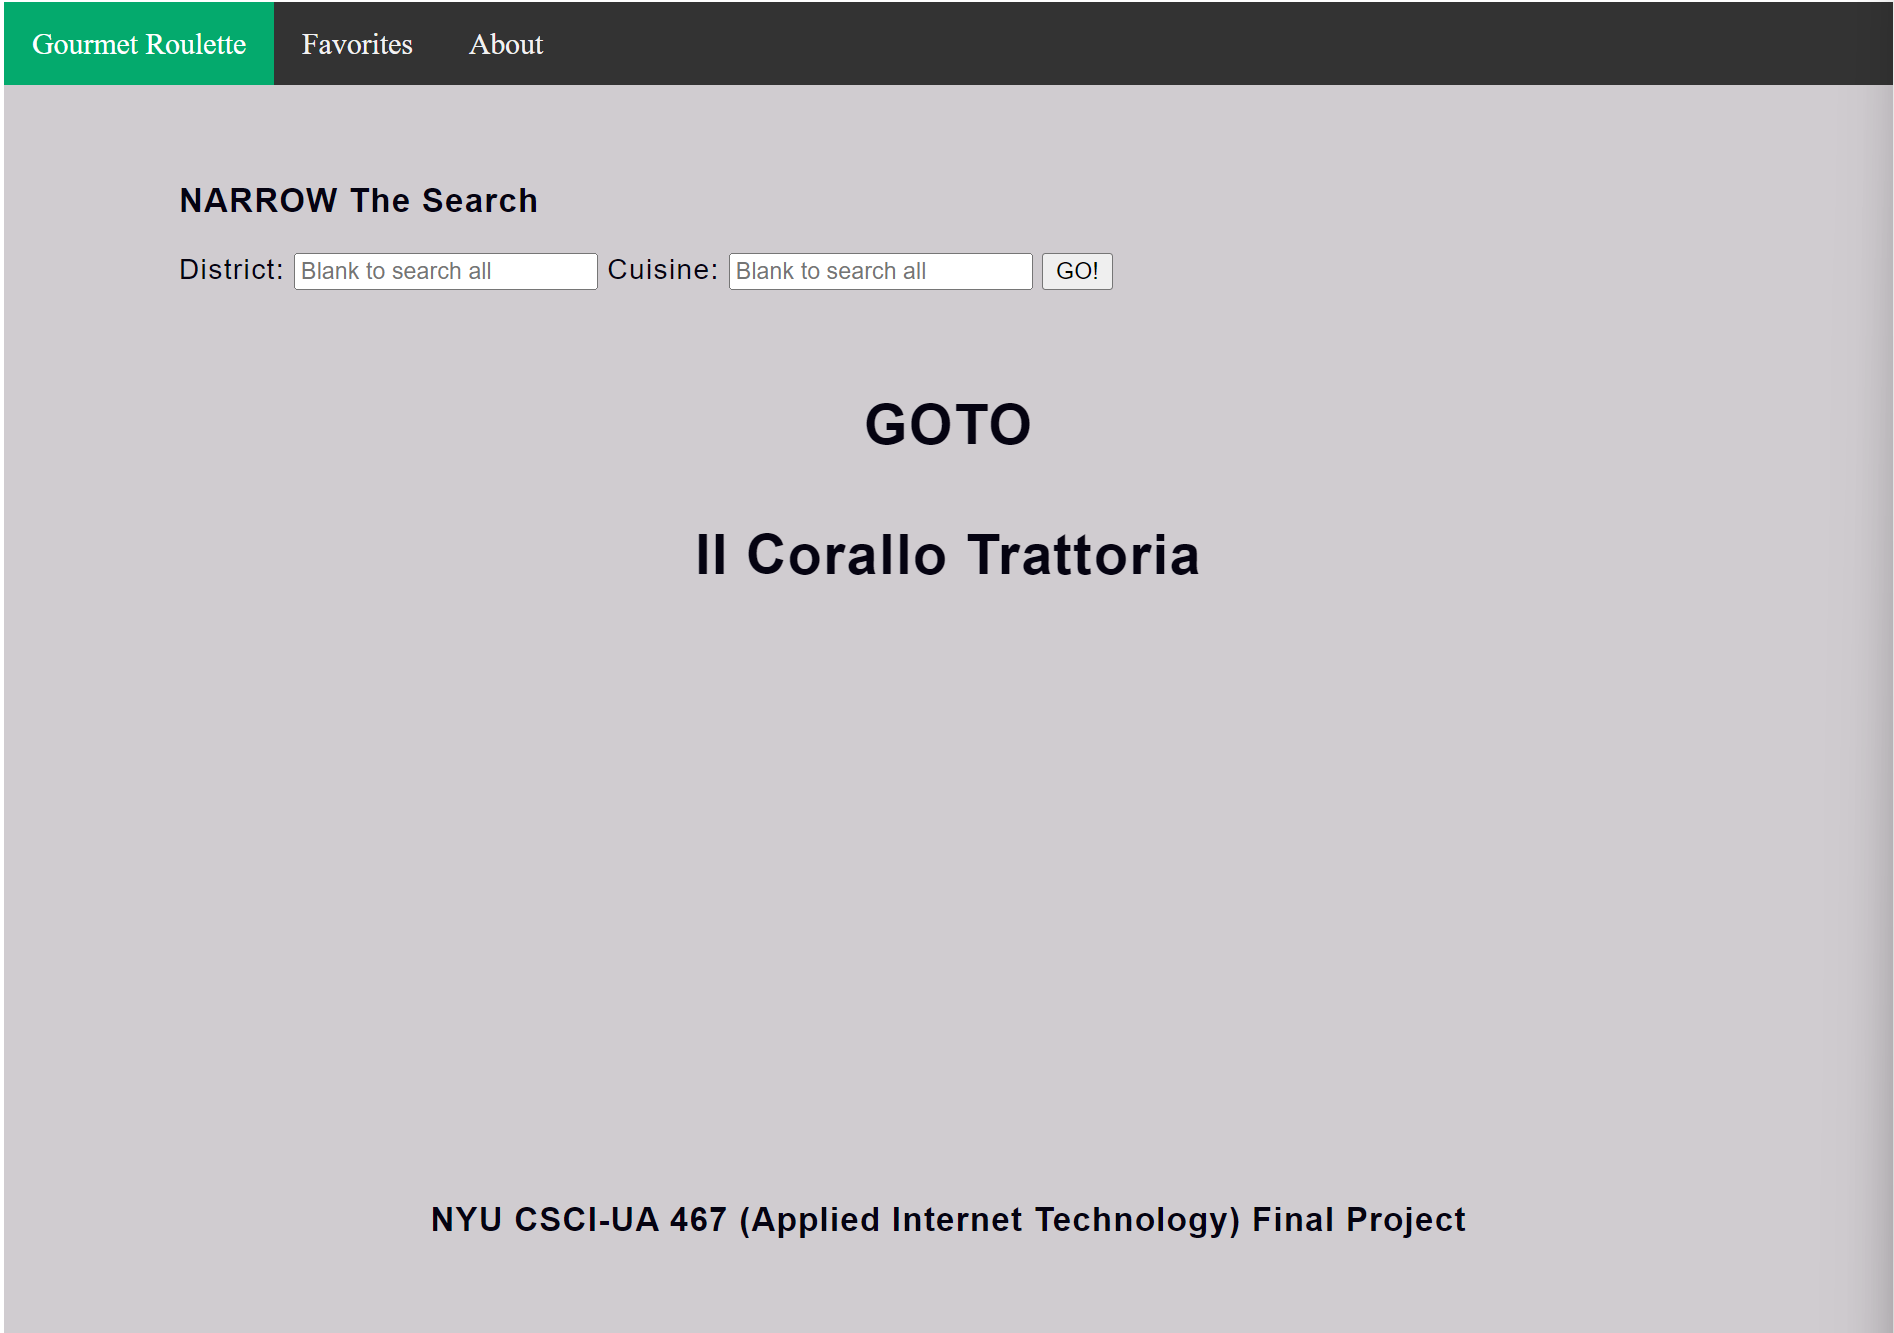 Gourmet Roulette Favorites About
NARROW The Search
District: Blank to search all Cuisine: Blank to search all GO!
GOTO
Il Corallo Trattoria
NYU CSCI-UA 467 (Applied Internet Technology) Final Project